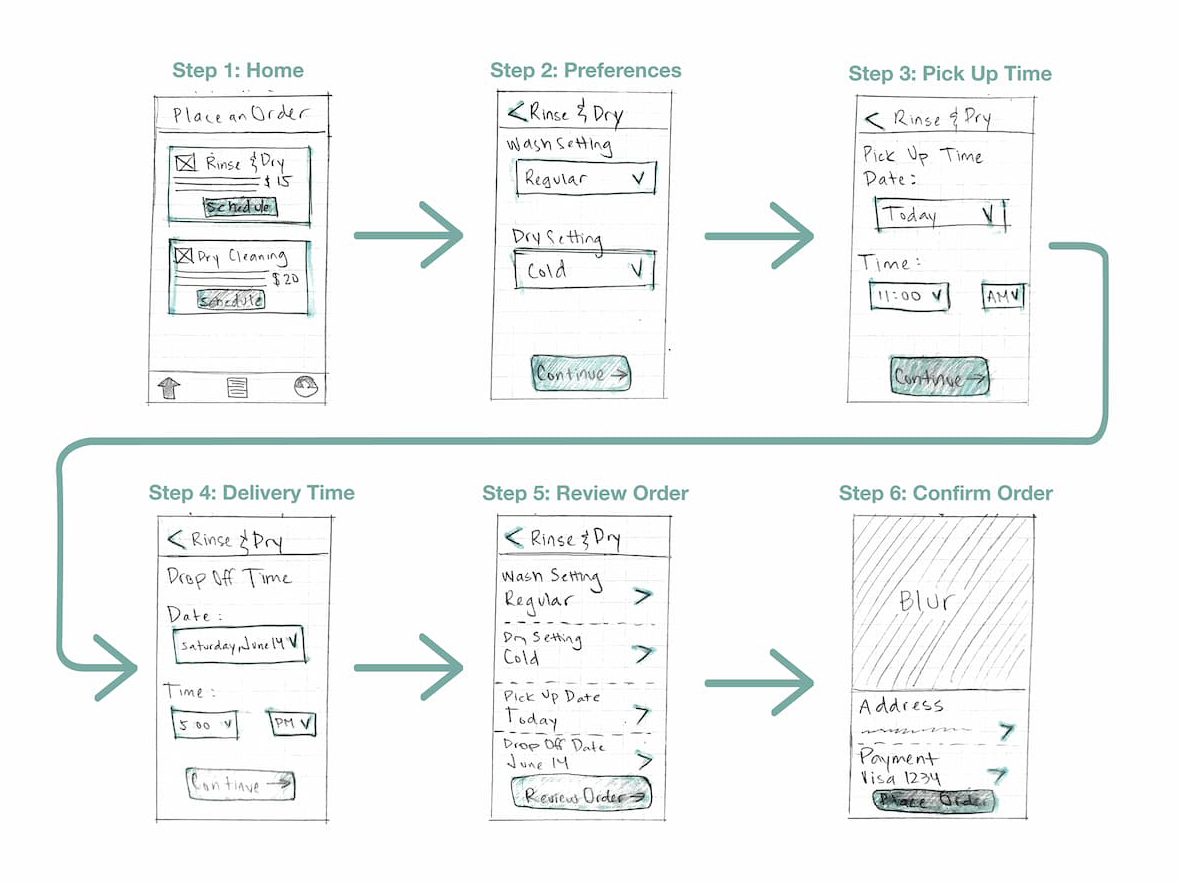 Step 1: Home
Place an Order
Rinse & Dry
$15
Schedule
Dry Cleaning
$20
Schedule
Step 2: Preferences
< Rinse & Dry
Wash Setting
Regular
Dry Setting
Cold
Continue →
Step 3: Pick Up Time
< Rinse & Dry
Pick Up Time
Date:
Today
Time:
11:00 AM
Continue →
Step 4: Delivery Time
< Rinse & Dry
Drop Off Time
Date:
Saturday, June 14
Time:
5:00 PM
Continue →
Step 5: Review Order
< Rinse & Dry
Wash Setting
Regular
Dry Setting
Cold
Pick Up Date
Today
Drop Off Date
June 14
Review Order →
Step 6: Confirm Order
Blur
Address
Payment
Visa 1234
Place Order